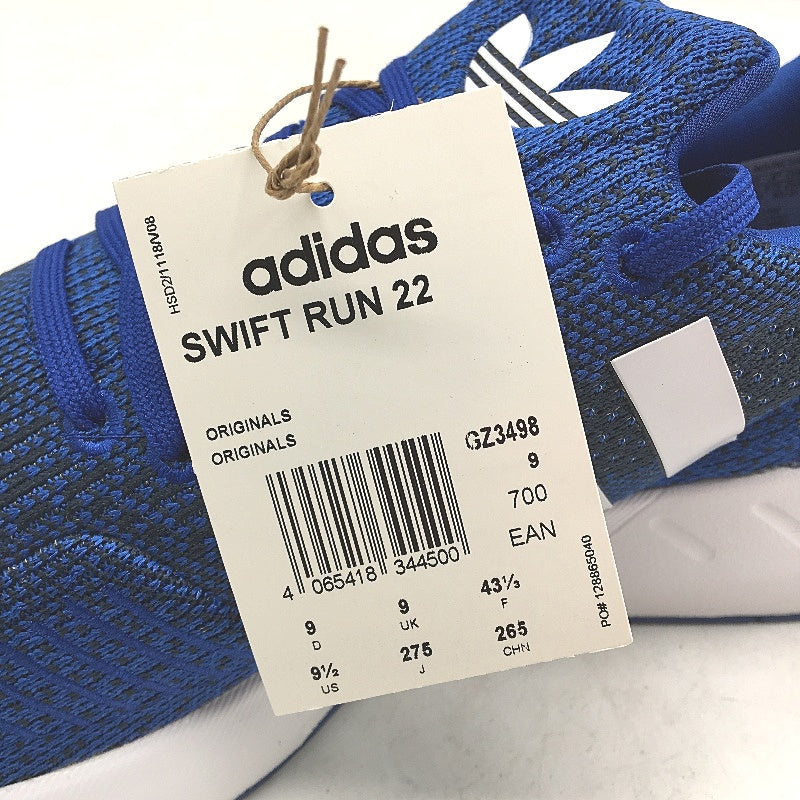 HSD2/1118/V08
adidas
SWIFT RUN 22
ORIGINALS
ORIGINALS
GZ3498
9
700
EAN
4 065418 344500
9 9 43⅓
D UK F
9½ 275 265
US J CHN
PO# 128865040